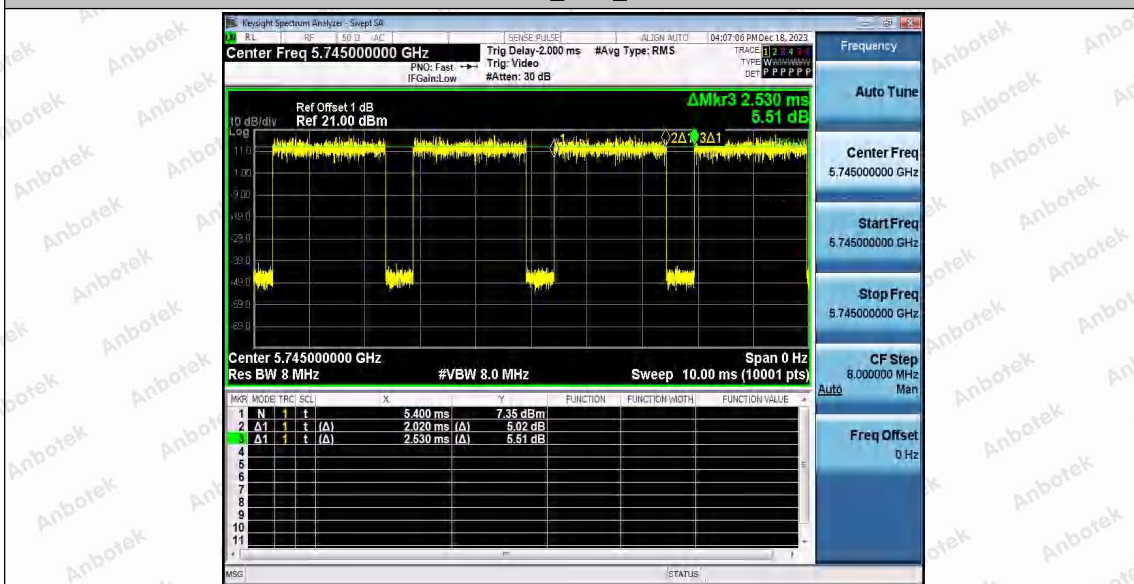 Keysight Spectrum Analyzer - Swept SA
RL RF 50 Ω AC SENSE:PULSE ALIGN AUTO 04:07:06 PM Dec 18, 2023
Center Freq 5.745000000 GHz Trig Delay-2.000 ms #Avg Type: RMS TRACE 1 2 3 4 5 6
PNO: Fast Trig: Video TYPE W
IFGain:Low #Atten: 30 dB DET P P P P P P
Frequency
Auto Tune
Center Freq
5.745000000 GHz
Start Freq
5.745000000 GHz
Stop Freq
5.745000000 GHz
CF Step
8.000000 MHz
Auto Man
Freq Offset
0 Hz
ΔMkr3 2.530 ms
5.51 dB
Ref Offset 1 dB
10 dB/div Ref 21.00 dBm
Log
11.0
1.00
-9.00
-19.0
-29.0
-39.0
-49.0
-59.0
-69.0
1 2Δ1 3Δ1
Center 5.745000000 GHz Span 0 Hz
Res BW 8 MHz #VBW 8.0 MHz Sweep 10.00 ms (10001 pts)
MKR MODE TRC SCL X Y FUNCTION FUNCTION WIDTH FUNCTION VALUE
1 N 1 t 5.400 ms 7.35 dBm
2 Δ1 1 t (Δ) 2.020 ms (Δ) 5.02 dB
3 Δ1 1 t (Δ) 2.530 ms (Δ) 5.51 dB
4
5
6
7
8
9
10
11
MSG STATUS
Anbotek